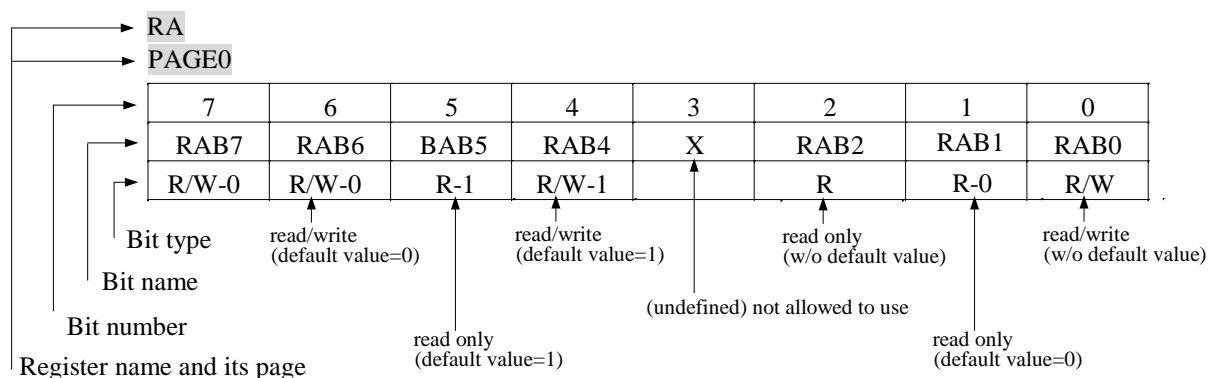 RA
PAGE0
7 6 5 4 3 2 1 0
RAB7 RAB6 BAB5 RAB4 X RAB2 RAB1 RAB0
R/W-0 R/W-0 R-1 R/W-1 R R-0 R/W
Bit type
read/write
(default value=0)
read/write
(default value=1)
read only
(w/o default value)
read/write
(w/o default value)
Bit name
(undefined) not allowed to use
Bit number
read only
(default value=1)
read only
(default value=0)
Register name and its page